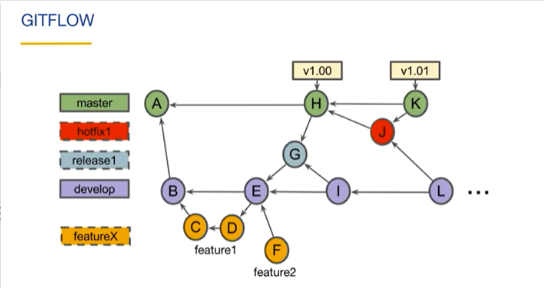 GITFLOW
v1.00
v1.01
master
A
H
K
hotfix1
J
release1
G
develop
B
E
I
L
...
featureX
C
D
feature1
F
feature2